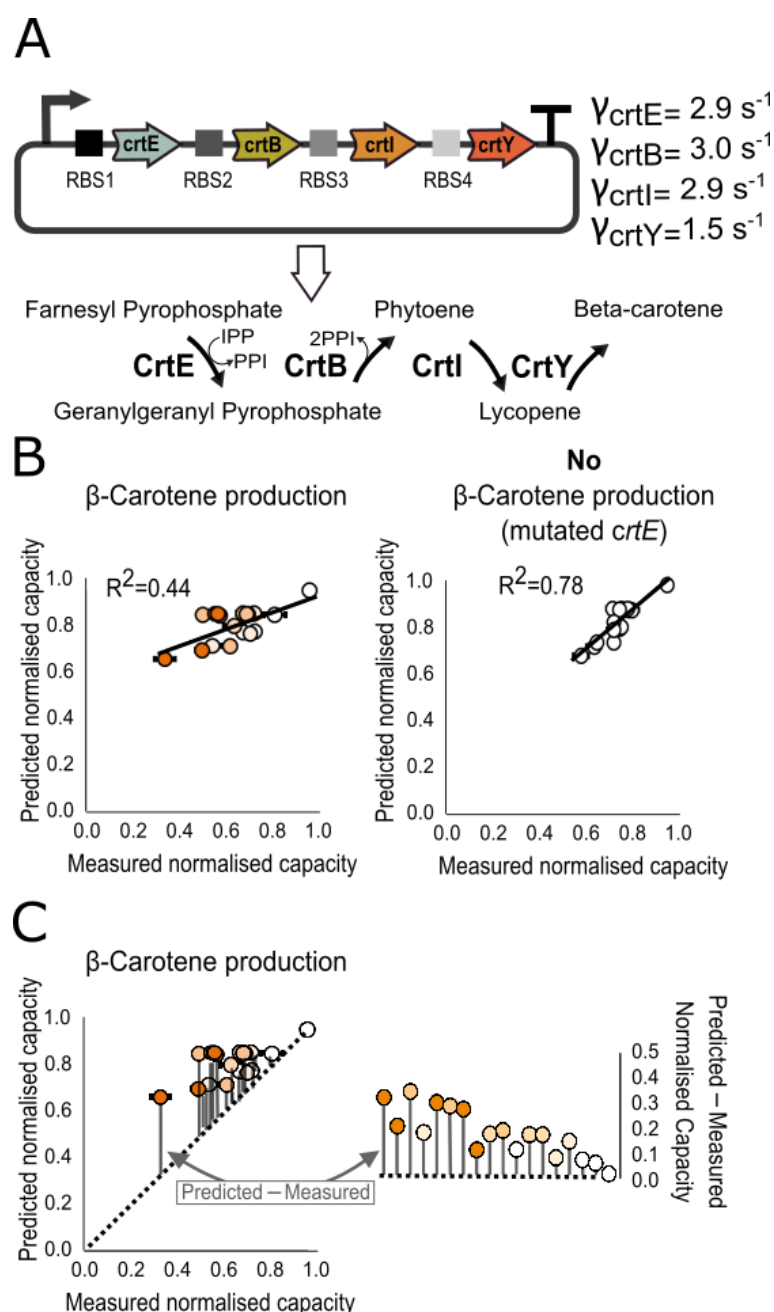 A
crtE crtB crtI crtY
RBS1 RBS2 RBS3 RBS4
γcrtE= 2.9 s-1
γcrtB= 3.0 s-1
γcrtI= 2.9 s-1
γcrtY=1.5 s-1
Farnesyl Pyrophosphate Phytoene Beta-carotene
IPP 2PPI
CrtE PPI CrtB CrtI CrtY
Geranylgeranyl Pyrophosphate Lycopene
B
β-Carotene production
Predicted normalised capacity
1.0
0.8
0.6
0.4
0.2
0.0
R2=0.44
0.0 0.2 0.4 0.6 0.8 1.0
Measured normalised capacity
No
β-Carotene production
(mutated crtE)
Predicted normalised capacity
1.0
0.8
0.6
0.4
0.2
0.0
R2=0.78
0.0 0.2 0.4 0.6 0.8 1.0
Measured normalised capacity
C
β-Carotene production
Predicted normalised capacity
1.0
0.8
0.6
0.4
0.2
0.0
Predicted – Measured
0.0 0.2 0.4 0.6 0.8 1.0
Measured normalised capacity
0.5
0.4
0.3
0.2
0.1
0.0
Predicted – Measured
Normalised Capacity